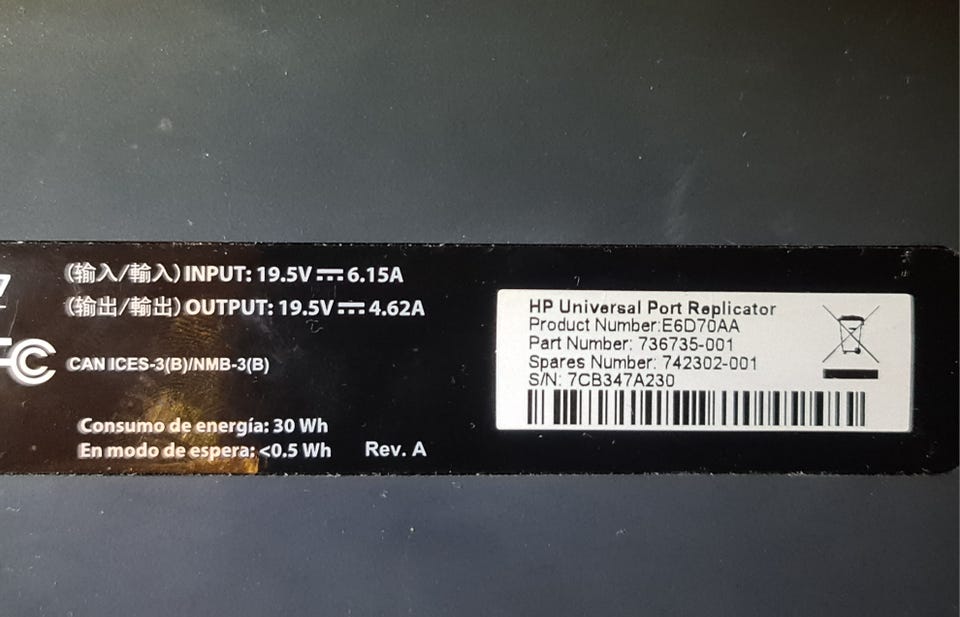 (输入/輸入) INPUT: 19.5V⎓6.15A
(输出/輸出) OUTPUT: 19.5V⎓4.62A
CAN ICES-3(B)/NMB-3(B)
Consumo de energía: 30 Wh
En modo de espera: <0.5 Wh Rev. A
HP Universal Port Replicator
Product Number:E6D70AA
Part Number: 736735-001
Spares Number: 742302-001
S/N: 7CB347A230